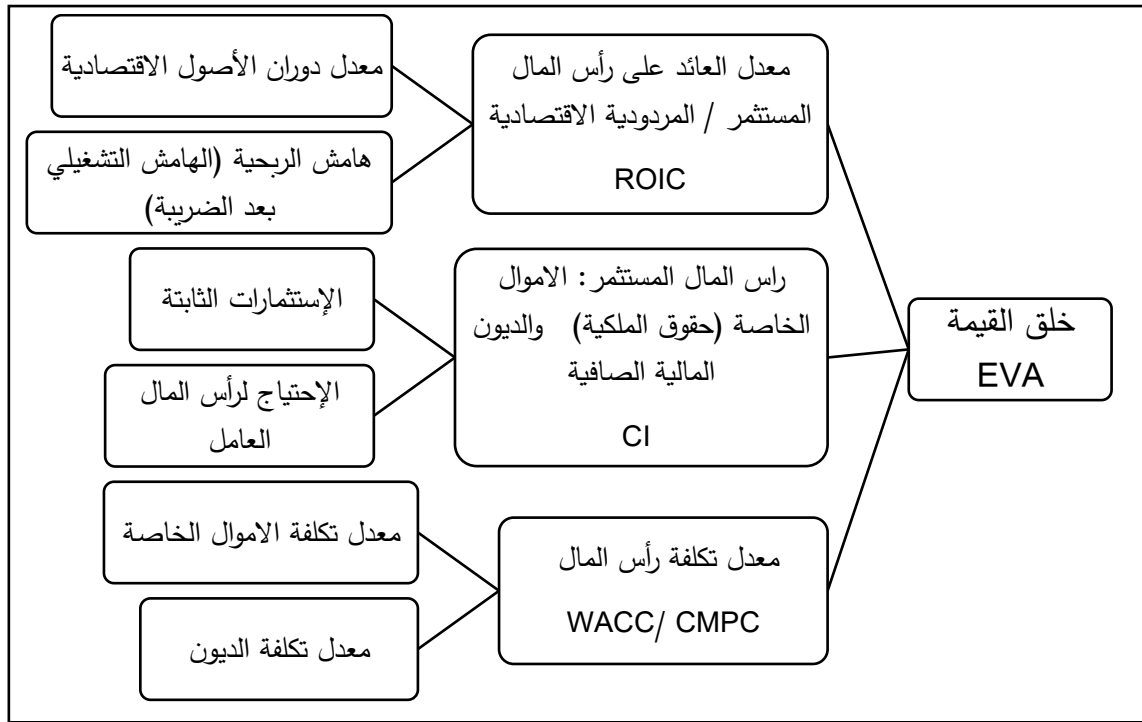 خلق القيمة
EVA
معدل العائد على رأس المال
المستثمر / المردودية الاقتصادية
ROIC
معدل دوران الأصول الاقتصادية
هامش الربحية (الهامش التشغيلي
بعد الضريبة)
راس المال المستثمر: الاموال
الخاصة (حقوق الملكية) والديون
المالية الصافية
CI
الإستثمارات الثابتة
الإحتياج لرأس المال
العامل
معدل تكلفة رأس المال
WACC/ CMPC
معدل تكلفة الاموال الخاصة
معدل تكلفة الديون